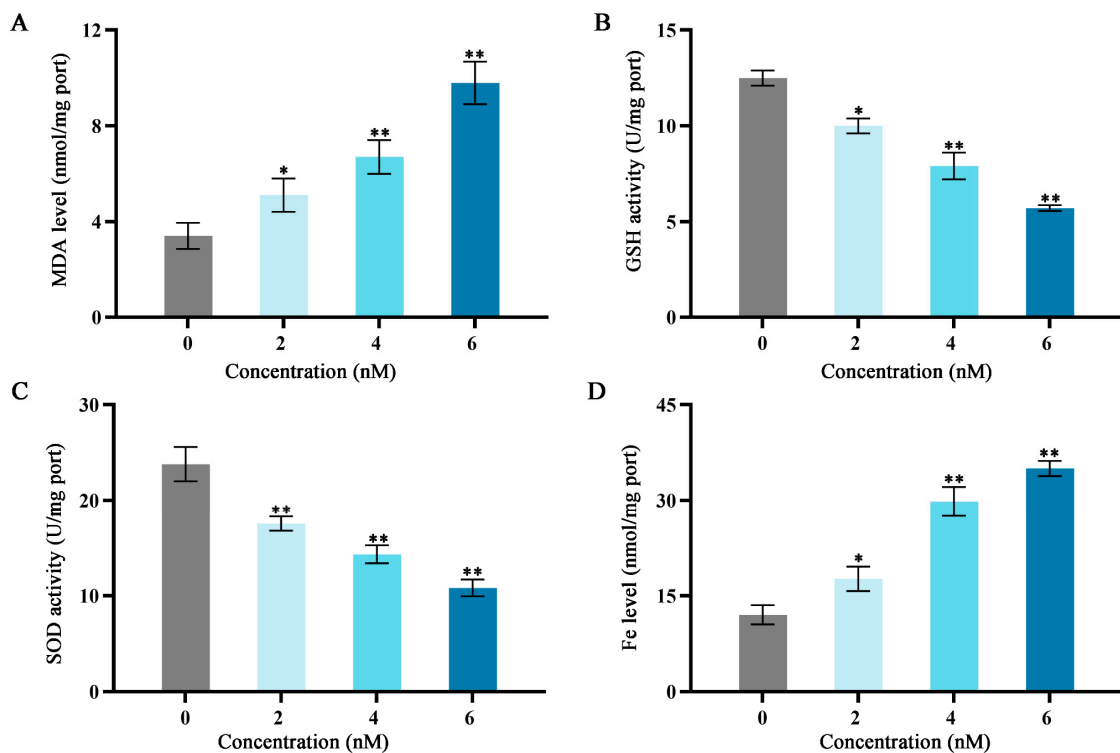 A
MDA level (nmol/mg port)
12
8
4
0
*
**
**
0 2 4 6
Concentration (nM)
B
GSH activity (U/mg port)
15
10
5
0
*
**
**
0 2 4 6
Concentration (nM)
C
SOD activity (U/mg port)
30
20
10
0
**
**
**
0 2 4 6
Concentration (nM)
D
Fe level (nmol/mg port)
45
30
15
0
*
**
**
0 2 4 6
Concentration (nM)